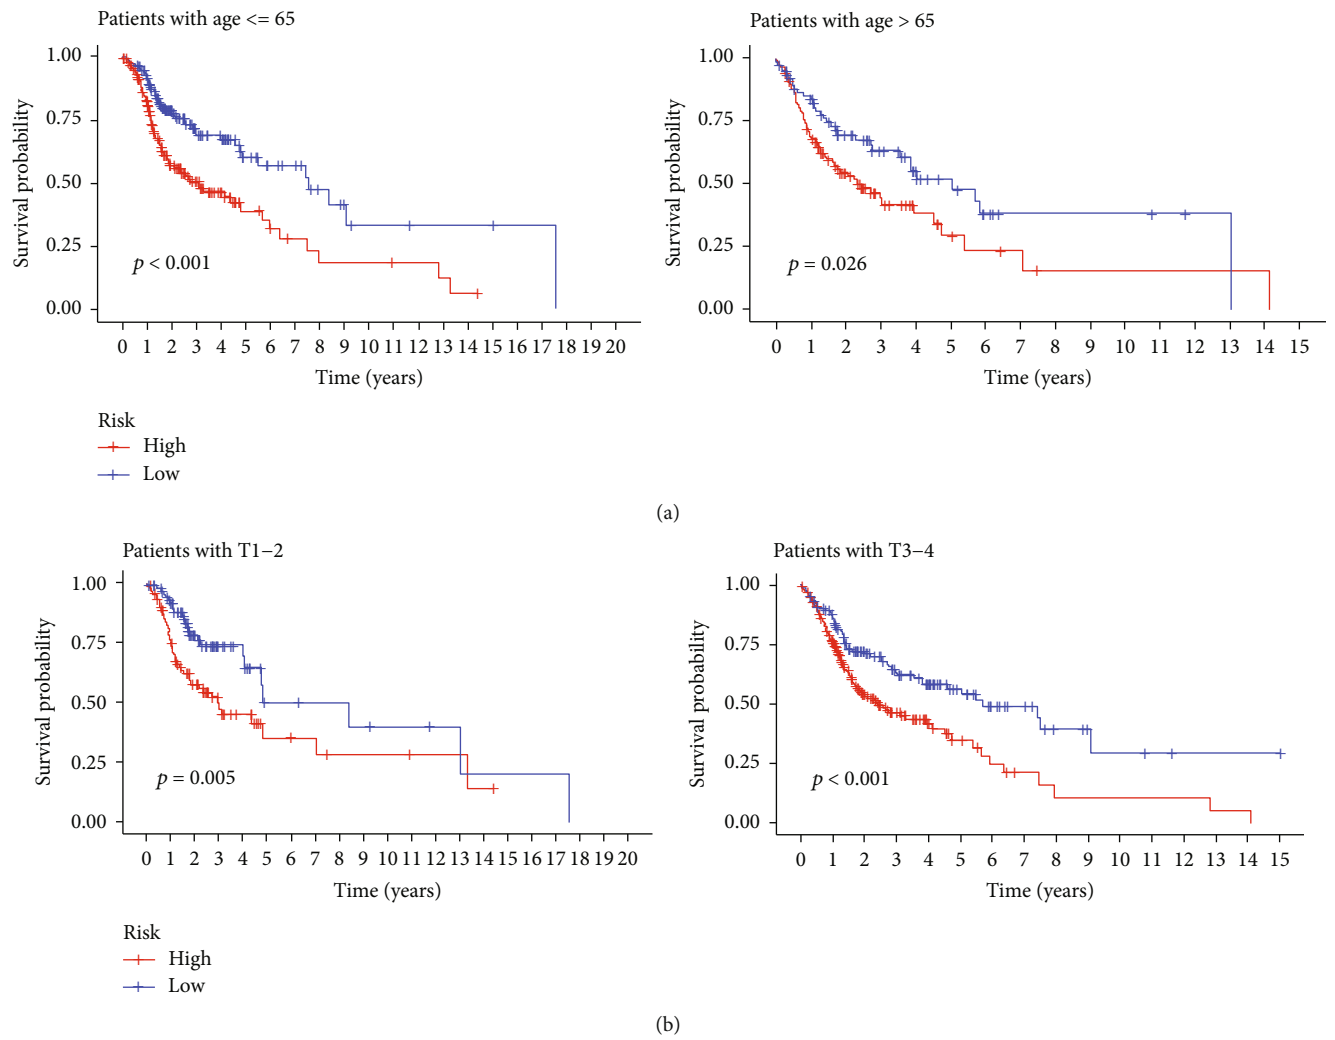 Patients with age <= 65
1.00
0.75
0.50
0.25
0.00
Survival probability
p < 0.001
0 1 2 3 4 5 6 7 8 9 10 11 12 13 14 15 16 17 18 19 20
Time (years)
Patients with age > 65
1.00
0.75
0.50
0.25
0.00
Survival probability
p = 0.026
0 1 2 3 4 5 6 7 8 9 10 11 12 13 14 15
Time (years)
Risk
High
Low
(a)
Patients with T1−2
1.00
0.75
0.50
0.25
0.00
Survival probability
p = 0.005
0 1 2 3 4 5 6 7 8 9 10 11 12 13 14 15 16 17 18 19 20
Time (years)
Patients with T3−4
1.00
0.75
0.50
0.25
0.00
Survival probability
p < 0.001
0 1 2 3 4 5 6 7 8 9 10 11 12 13 14 15
Time (years)
Risk
High
Low
(b)